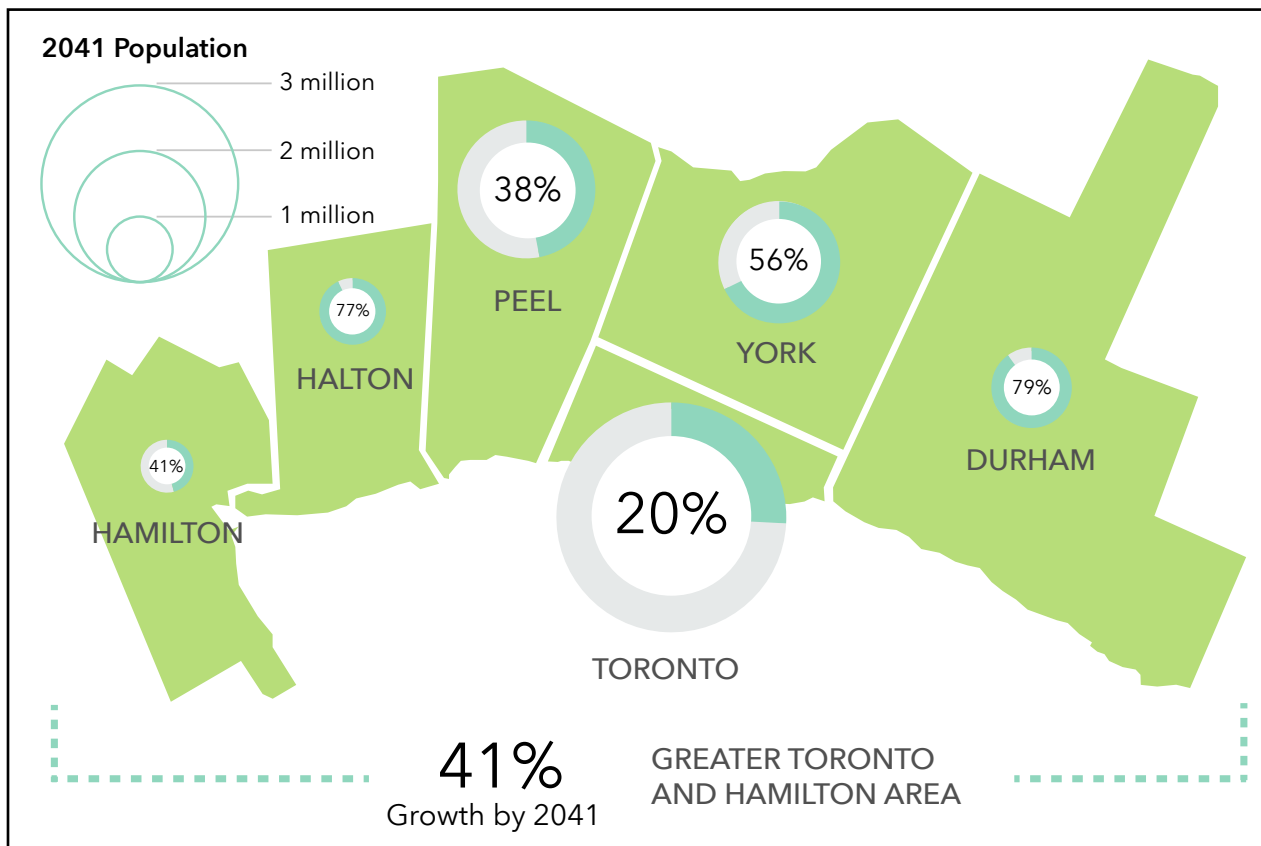 2041 Population
3 million
2 million
1 million
38%
PEEL
56%
YORK
77%
HALTON
79%
DURHAM
41%
HAMILTON
20%
TORONTO
41%
Growth by 2041
GREATER TORONTO
AND HAMILTON AREA